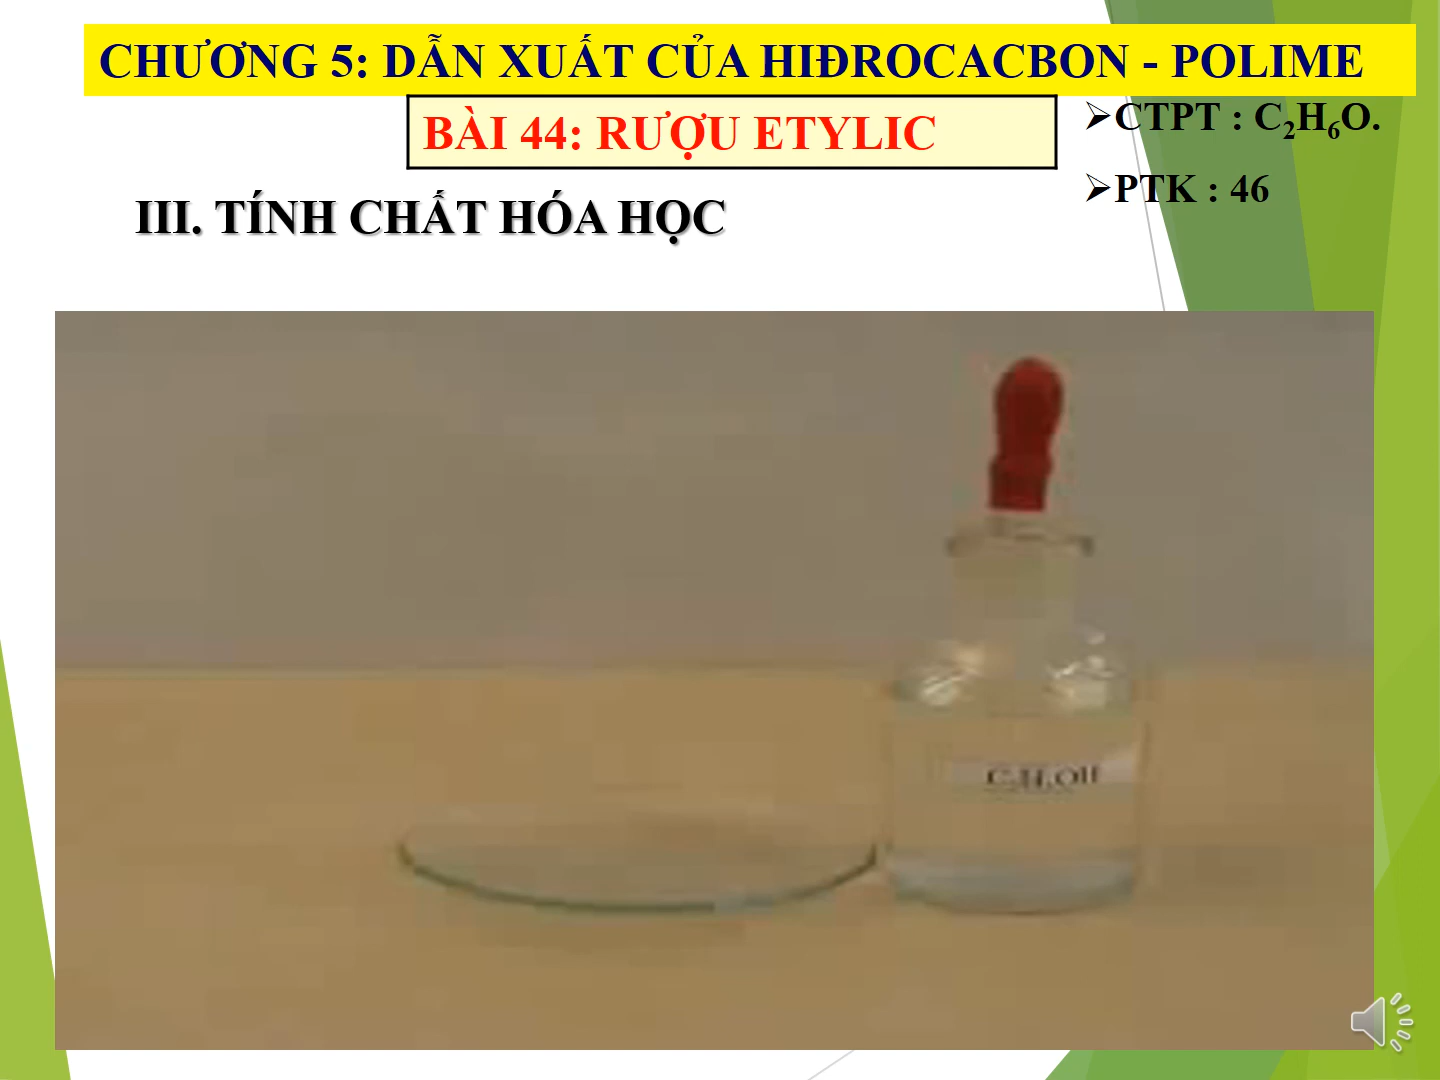 CHƯƠNG 5: DẪN XUẤT CỦA HIĐROCACBON - POLIME
BÀI 44: RƯỢU ETYLIC
➢CTPT : C₂H₆O.
➢PTK : 46
III. TÍNH CHẤT HÓA HỌC
C₂H₅OH